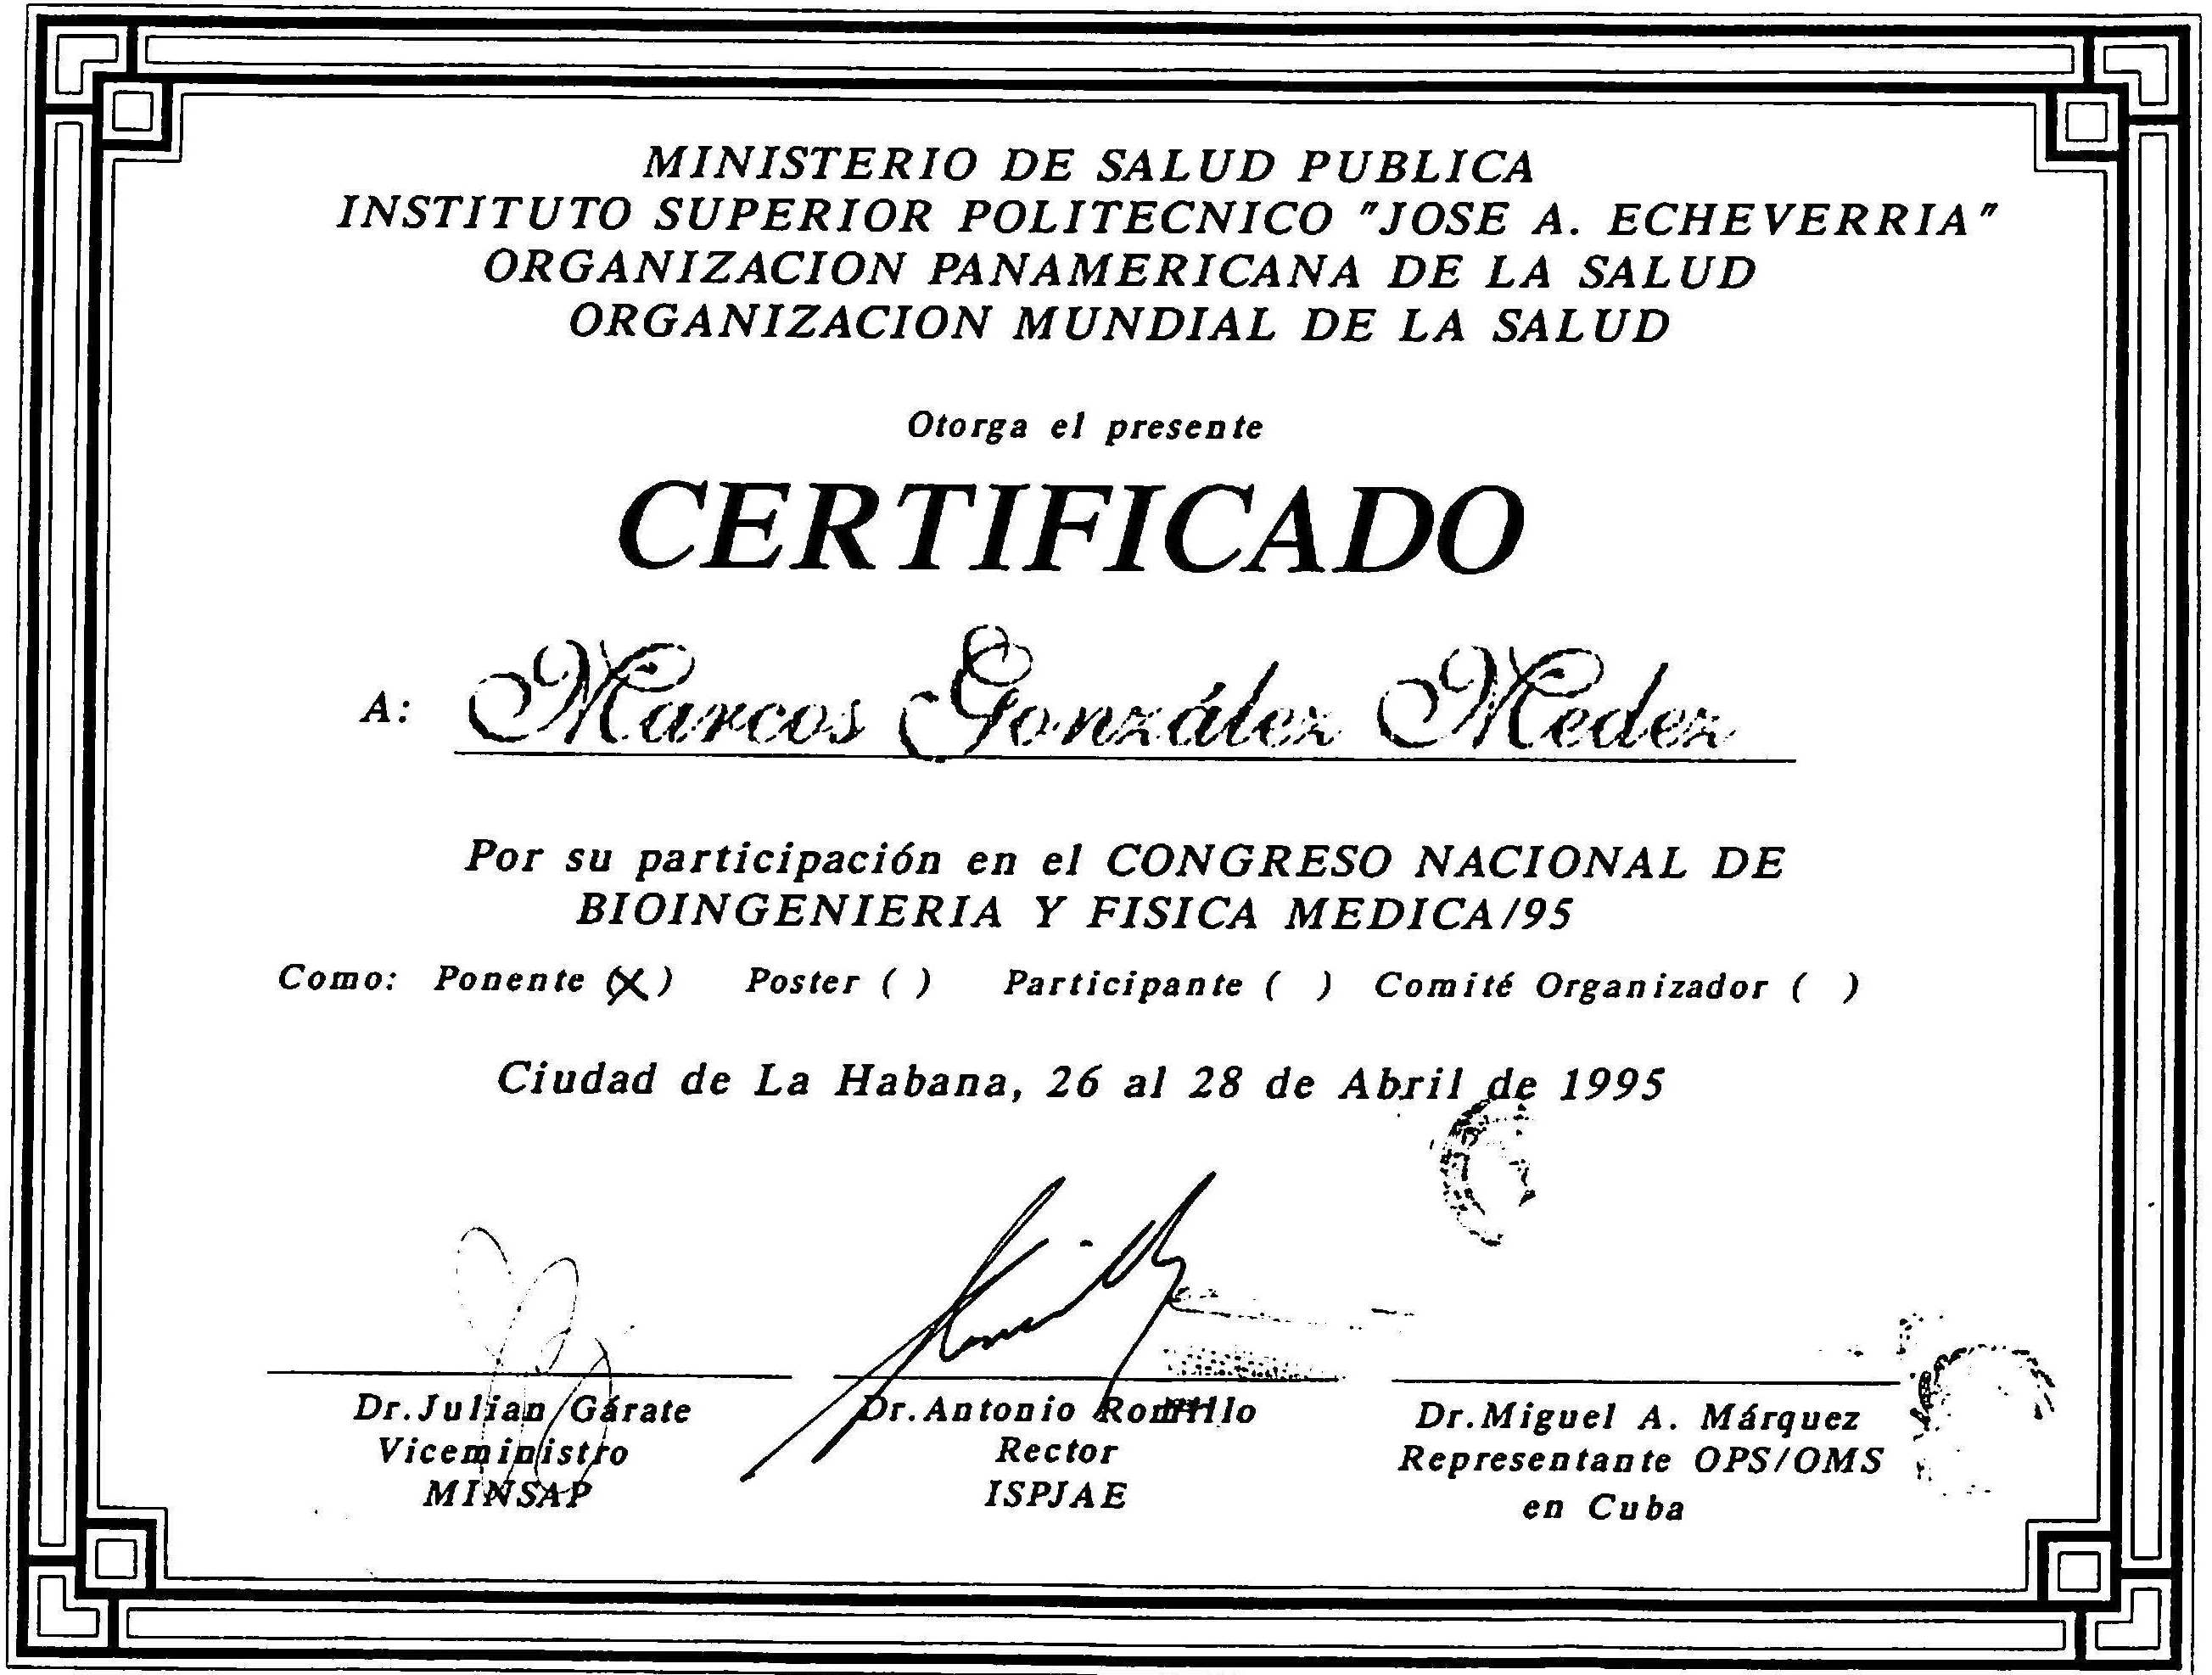 MINISTERIO DE SALUD PUBLICA
INSTITUTO SUPERIOR POLITECNICO "JOSE A. ECHEVERRIA"
ORGANIZACION PANAMERICANA DE LA SALUD
ORGANIZACION MUNDIAL DE LA SALUD
Otorga el presente
CERTIFICADO
A: Marcos González Medez
Por su participación en el CONGRESO NACIONAL DE
BIOINGENIERIA Y FISICA MEDICA/95
Como: Ponente (X) Poster ( ) Participante ( ) Comité Organizador ( )
Ciudad de La Habana, 26 al 28 de Abril de 1995
Dr.Julian Gárate Dr.Antonio Romillo Dr.Miguel A. Márquez
Viceministro Rector Representante OPS/OMS
MINSAP ISPJAE en Cuba